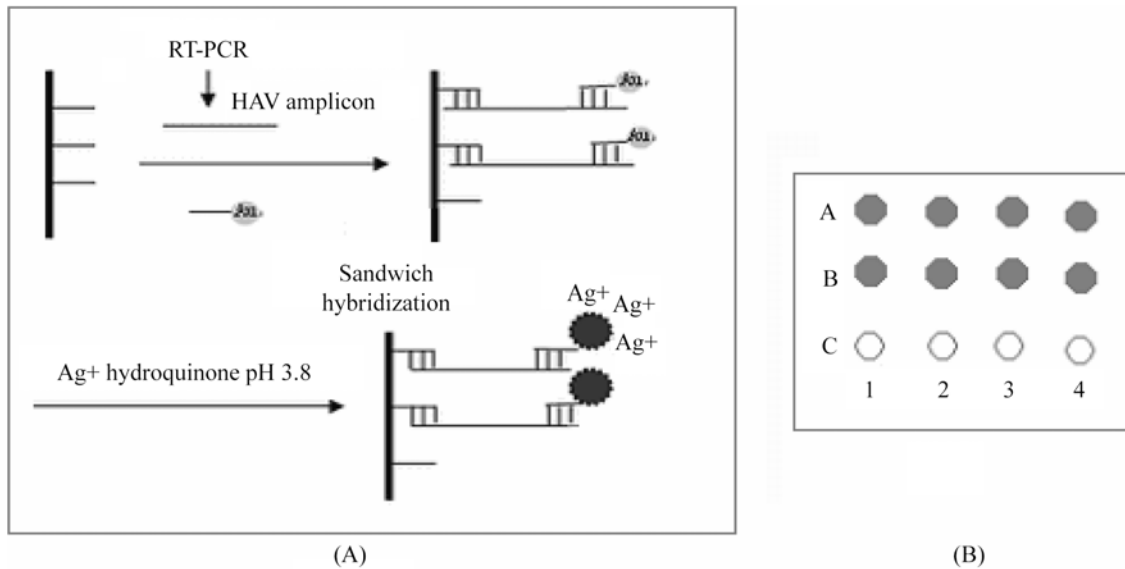 RT-PCR
HAV amplicon
Sandwich
hybridization
Ag+
Ag+
Ag+
Ag+ hydroquinone pH 3.8
(A)
A
B
C
1 2 3 4
(B)